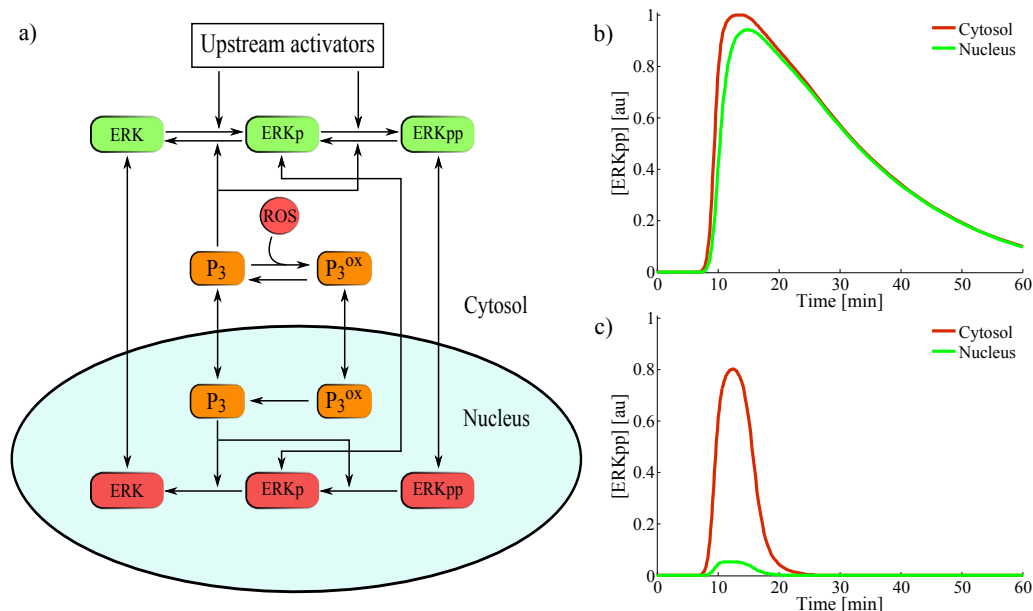 a)
Upstream activators
ERK
ERKp
ERKpp
ROS
P₃
P₃ᵒˣ
Cytosol
P₃
P₃ᵒˣ
Nucleus
ERK
ERKp
ERKpp
b)
1
0.8
0.6
0.4
0.2
0
[ERKpp] [au]
Cytosol
Nucleus
0 10 20 30 40 50 60
Time [min]
c)
1
0.8
0.6
0.4
0.2
0
[ERKpp] [au]
Cytosol
Nucleus
0 10 20 30 40 50 60
Time [min]